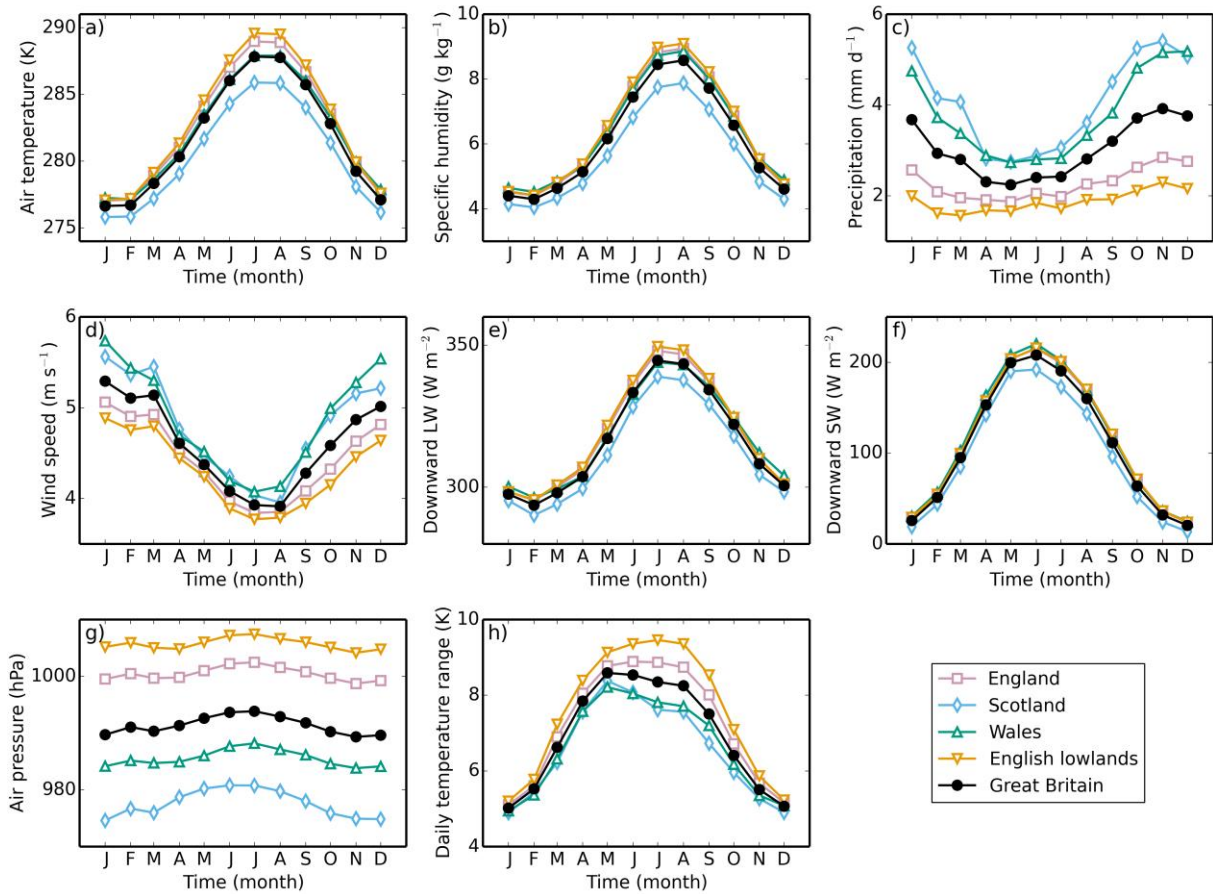 a)
290
285
280
275
Air temperature (K)
J F M A M J J A S O N D
Time (month)
b)
10
8
6
4
Specific humidity (g kg⁻¹)
J F M A M J J A S O N D
Time (month)
c)
6
4
2
Precipitation (mm d⁻¹)
J F M A M J J A S O N D
Time (month)
d)
6
5
4
Wind speed (m s⁻¹)
J F M A M J J A S O N D
Time (month)
e)
350
300
Downward LW (W m⁻²)
J F M A M J J A S O N D
Time (month)
f)
200
100
0
Downward SW (W m⁻²)
J F M A M J J A S O N D
Time (month)
g)
1000
980
Air pressure (hPa)
J F M A M J J A S O N D
Time (month)
h)
10
8
6
4
Daily temperature range (K)
J F M A M J J A S O N D
Time (month)
England
Scotland
Wales
English lowlands
Great Britain